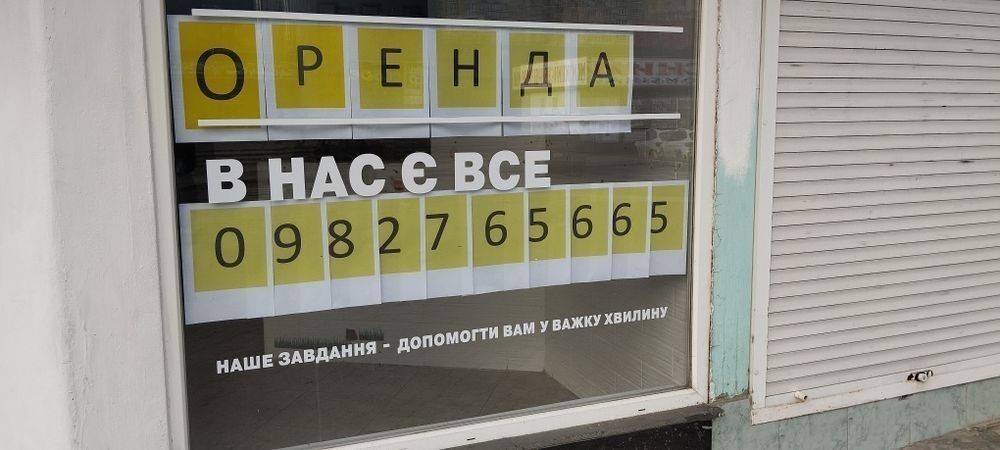 ОРЕНДА
В НАС Є ВСЕ
0982765665
НАШЕ ЗАВДАННЯ - ДОПОМОГТИ ВАМ У ВАЖКУ ХВИЛИНУ